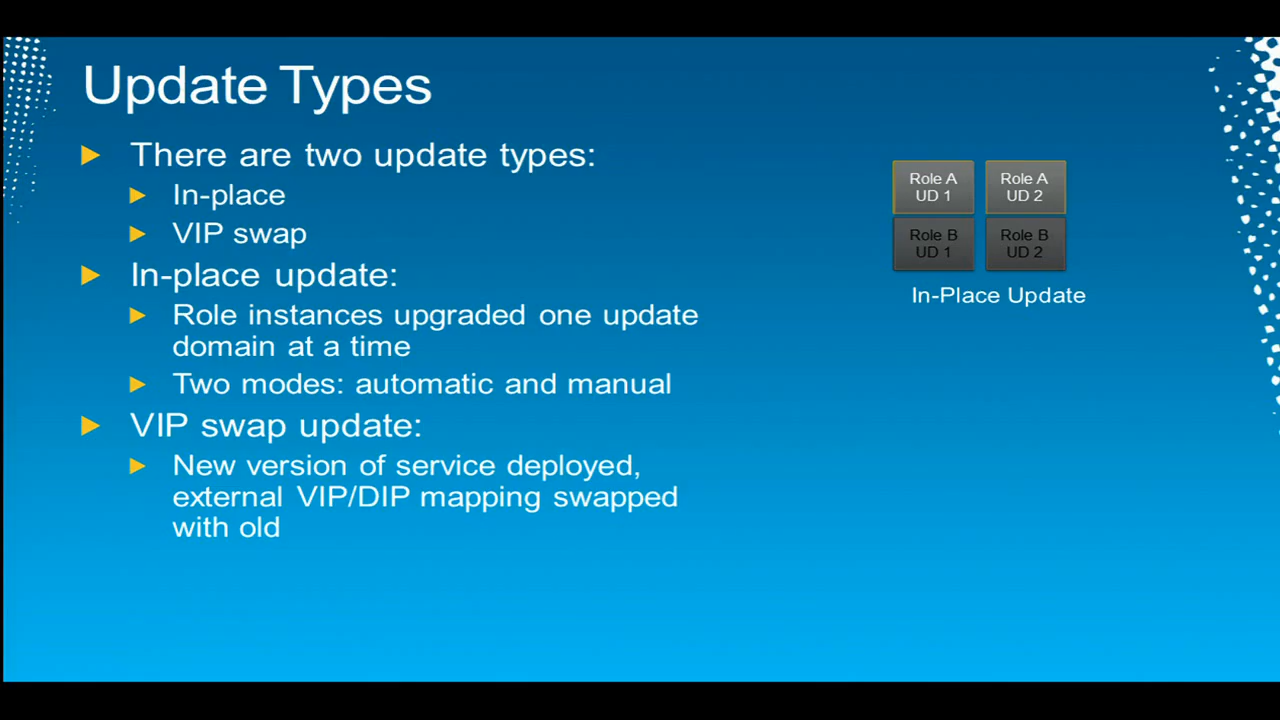 Update Types
There are two update types:
In-place
VIP swap
In-place update:
Role instances upgraded one update
domain at a time
Two modes: automatic and manual
VIP swap update:
New version of service deployed,
external VIP/DIP mapping swapped
with old
Role A
UD 1
Role A
UD 2
Role B
UD 1
Role B
UD 2
In-Place Update